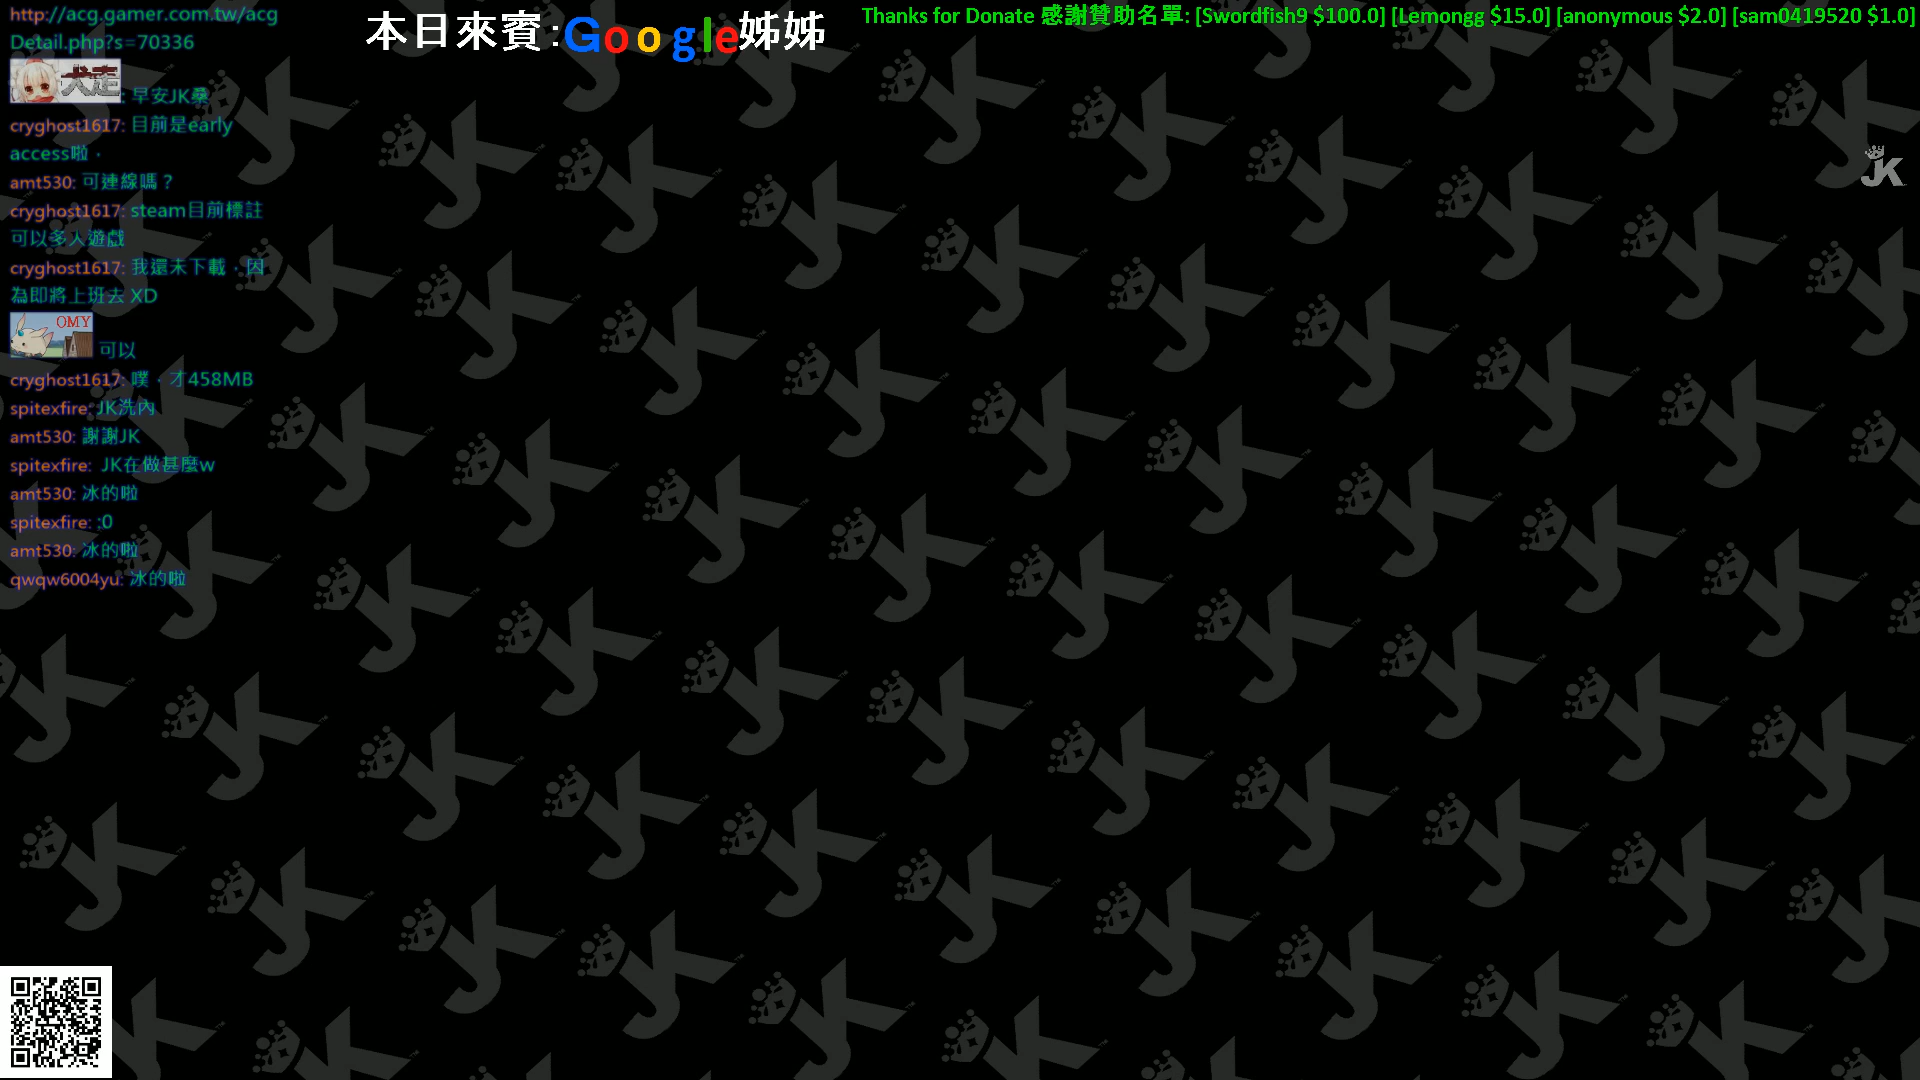 http://acg.gamer.com.tw/acg
Detail.php?s=70336
犬走: 早安JK桑
cryghost1617: 目前是early
access啦,
amt530: 可連線嗎？
cryghost1617: steam目前標註
可以多人遊戲
cryghost1617: 我還未下載,因
為即將上班去 XD
OMY 可以
cryghost1617: 噗,才458MB
spitexfire: JK洗內
amt530: 謝謝JK
spitexfire: JK在做甚麼w
amt530: 冰的啦
spitexfire: ;0
amt530: 冰的啦
qwqw6004yu: 冰的啦
本日來賓:Google姊姊
Thanks for Donate 感謝贊助名單: [Swordfish9 $100.0] [Lemongg $15.0] [anonymous $2.0] [sam0419520 $1.0]
JK